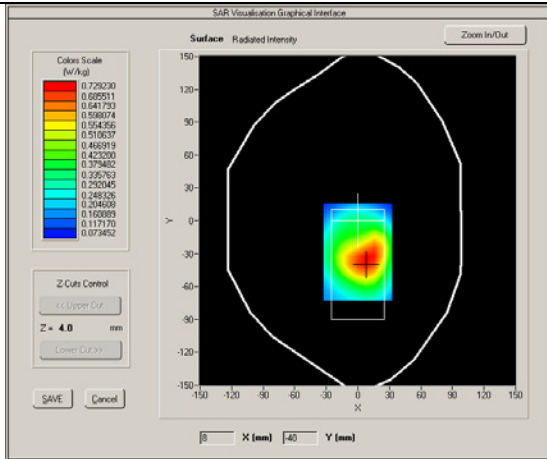 SAR Visualisation Graphical Interface
Surface Radiated Intensity
Zoom In/Out
Colors Scale
(W/kg)
0.729230
0.685511
0.641793
0.598074
0.554356
0.510637
0.466919
0.423200
0.379482
0.335763
0.292045
0.248326
0.204608
0.160889
0.117170
0.073452
Z-Cuts Control
<< Upper Cut
Z = 4.0 mm
Lower Cut >>
SAVE
Cancel
150
120
90
60
30
0
-30
-60
-90
-120
-150
Y
-150 -120 -90 -60 -30 0 30 60 90 120 150
X
8 X (mm) -40 Y (mm)